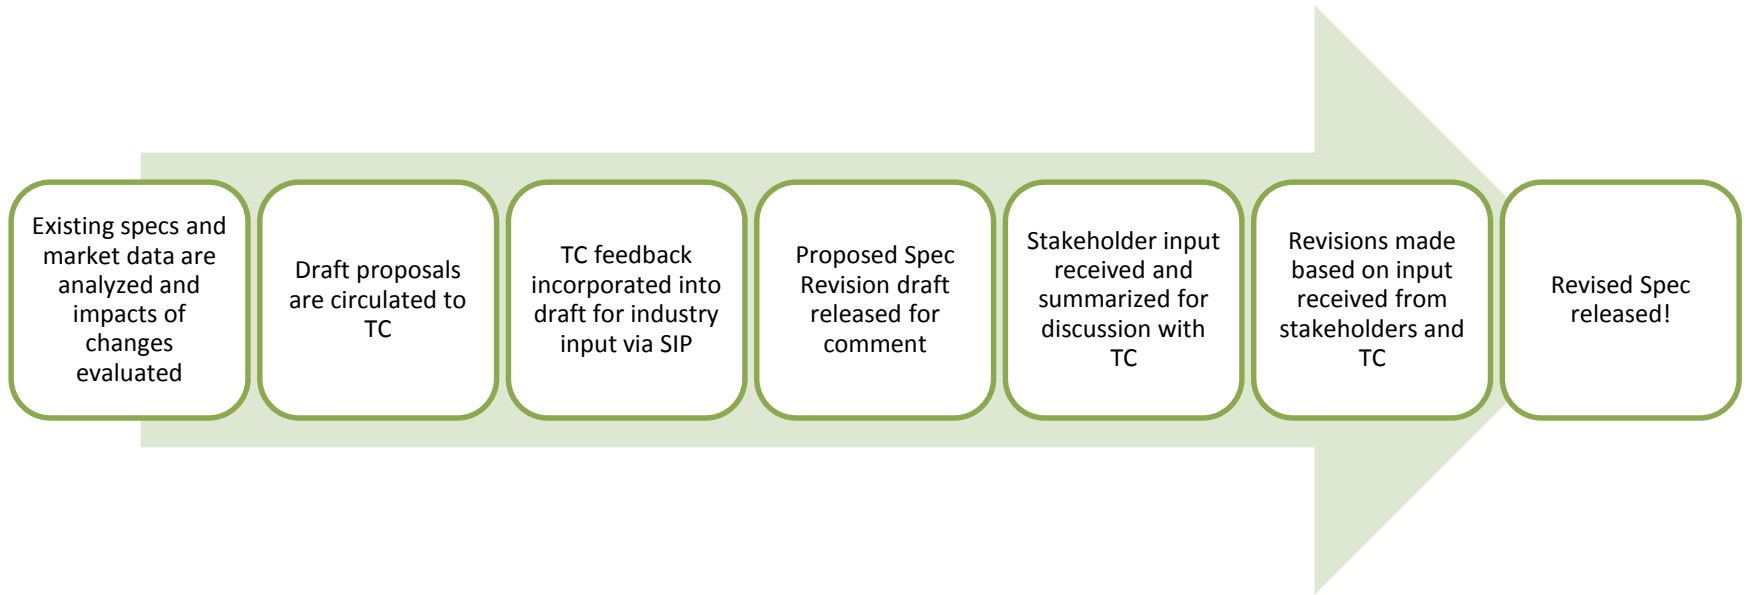 Existing specs and
market data are
analyzed and
impacts of
changes
evaluated
Draft proposals
are circulated to
TC
TC feedback
incorporated into
draft for industry
input via SIP
Proposed Spec
Revision draft
released for
comment
Stakeholder input
received and
summarized for
discussion with
TC
Revisions made
based on input
received from
stakeholders and
TC
Revised Spec
released!